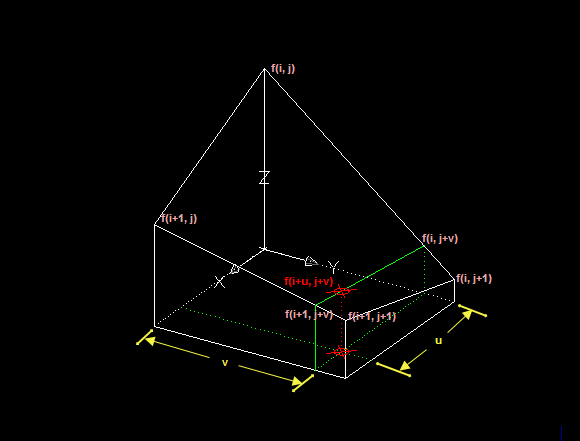 f(i, j)
Z
f(i+1, j)
f(i, j+v)
X
Y
f(i+u, j+v)
f(i, j+1)
f(i+1, j+v)
f(i+1, j+1)
v
u